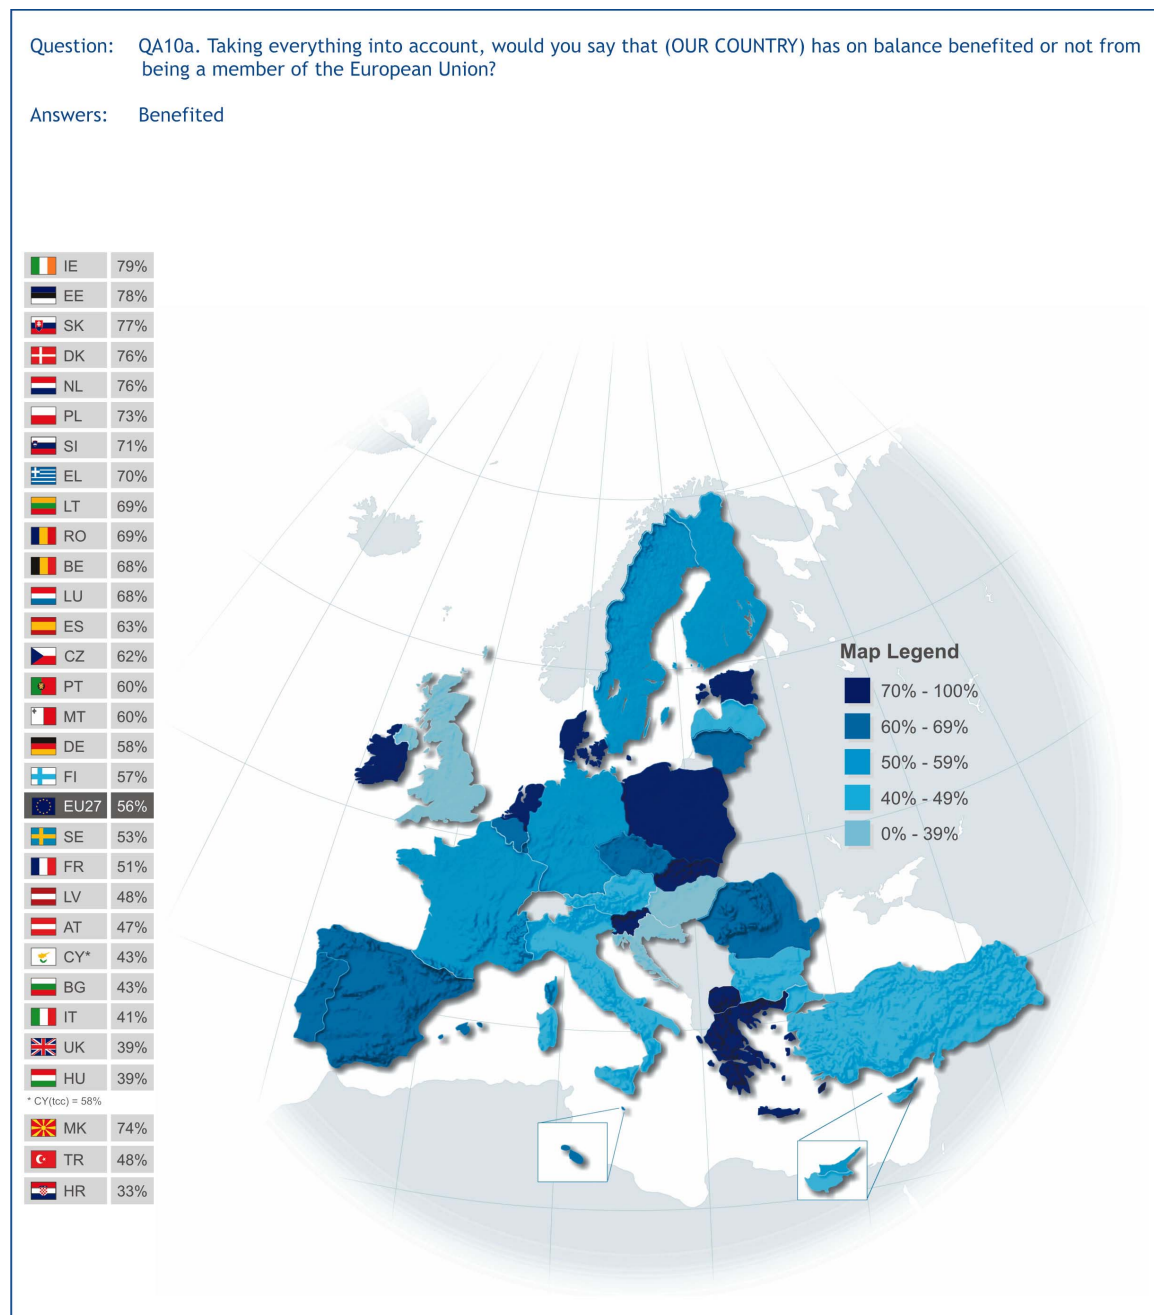 Question: QA10a. Taking everything into account, would you say that (OUR COUNTRY) has on balance benefited or not from
being a member of the European Union?
Answers: Benefited
IE 79%
EE 78%
SK 77%
DK 76%
NL 76%
PL 73%
SI 71%
EL 70%
LT 69%
RO 69%
BE 68%
LU 68%
ES 63%
CZ 62%
PT 60%
MT 60%
DE 58%
FI 57%
EU27 56%
SE 53%
FR 51%
LV 48%
AT 47%
CY* 43%
BG 43%
IT 41%
UK 39%
HU 39%
* CY(tcc) = 58%
MK 74%
TR 48%
HR 33%
Map Legend
70% - 100%
60% - 69%
50% - 59%
40% - 49%
0% - 39%